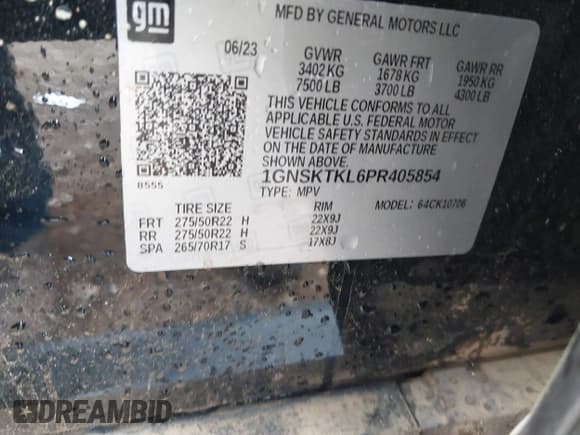 gm
MFD BY GENERAL MOTORS LLC
06/23 GVWR GAWR FRT GAWR RR
3402 KG 1678 KG 1950 KG
7500 LB 3700 LB 4300 LB
THIS VEHICLE CONFORMS TO ALL
APPLICABLE U.S. FEDERAL MOTOR
VEHICLE SAFETY STANDARDS IN EFFECT
ON THE DATE OF MANUFACTURE
SHOWN ABOVE.
8555
1GNSKTKL6PR405854
TYPE: MPV MODEL: 64CK10706
TIRE SIZE RIM
FRT 275/50R22 H 22X9J
RR 275/50R22 H 22X9J
SPA 265/70R17 S 17X8J
DREAMBID